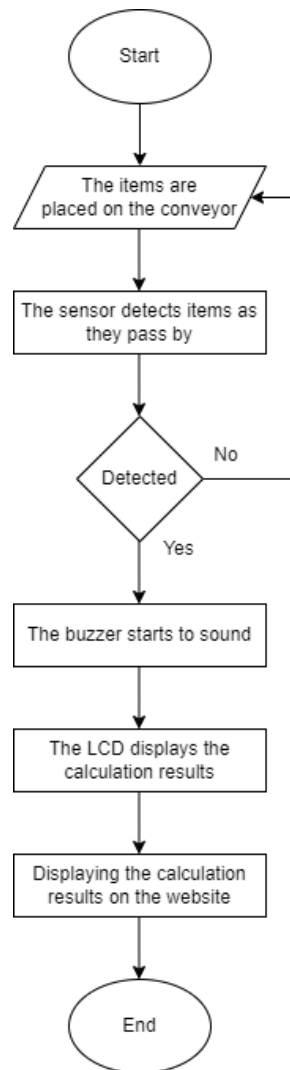 Start
The items are
placed on the conveyor
The sensor detects items as
they pass by
Detected
No
Yes
The buzzer starts to sound
The LCD displays the
calculation results
Displaying the calculation
results on the website
End